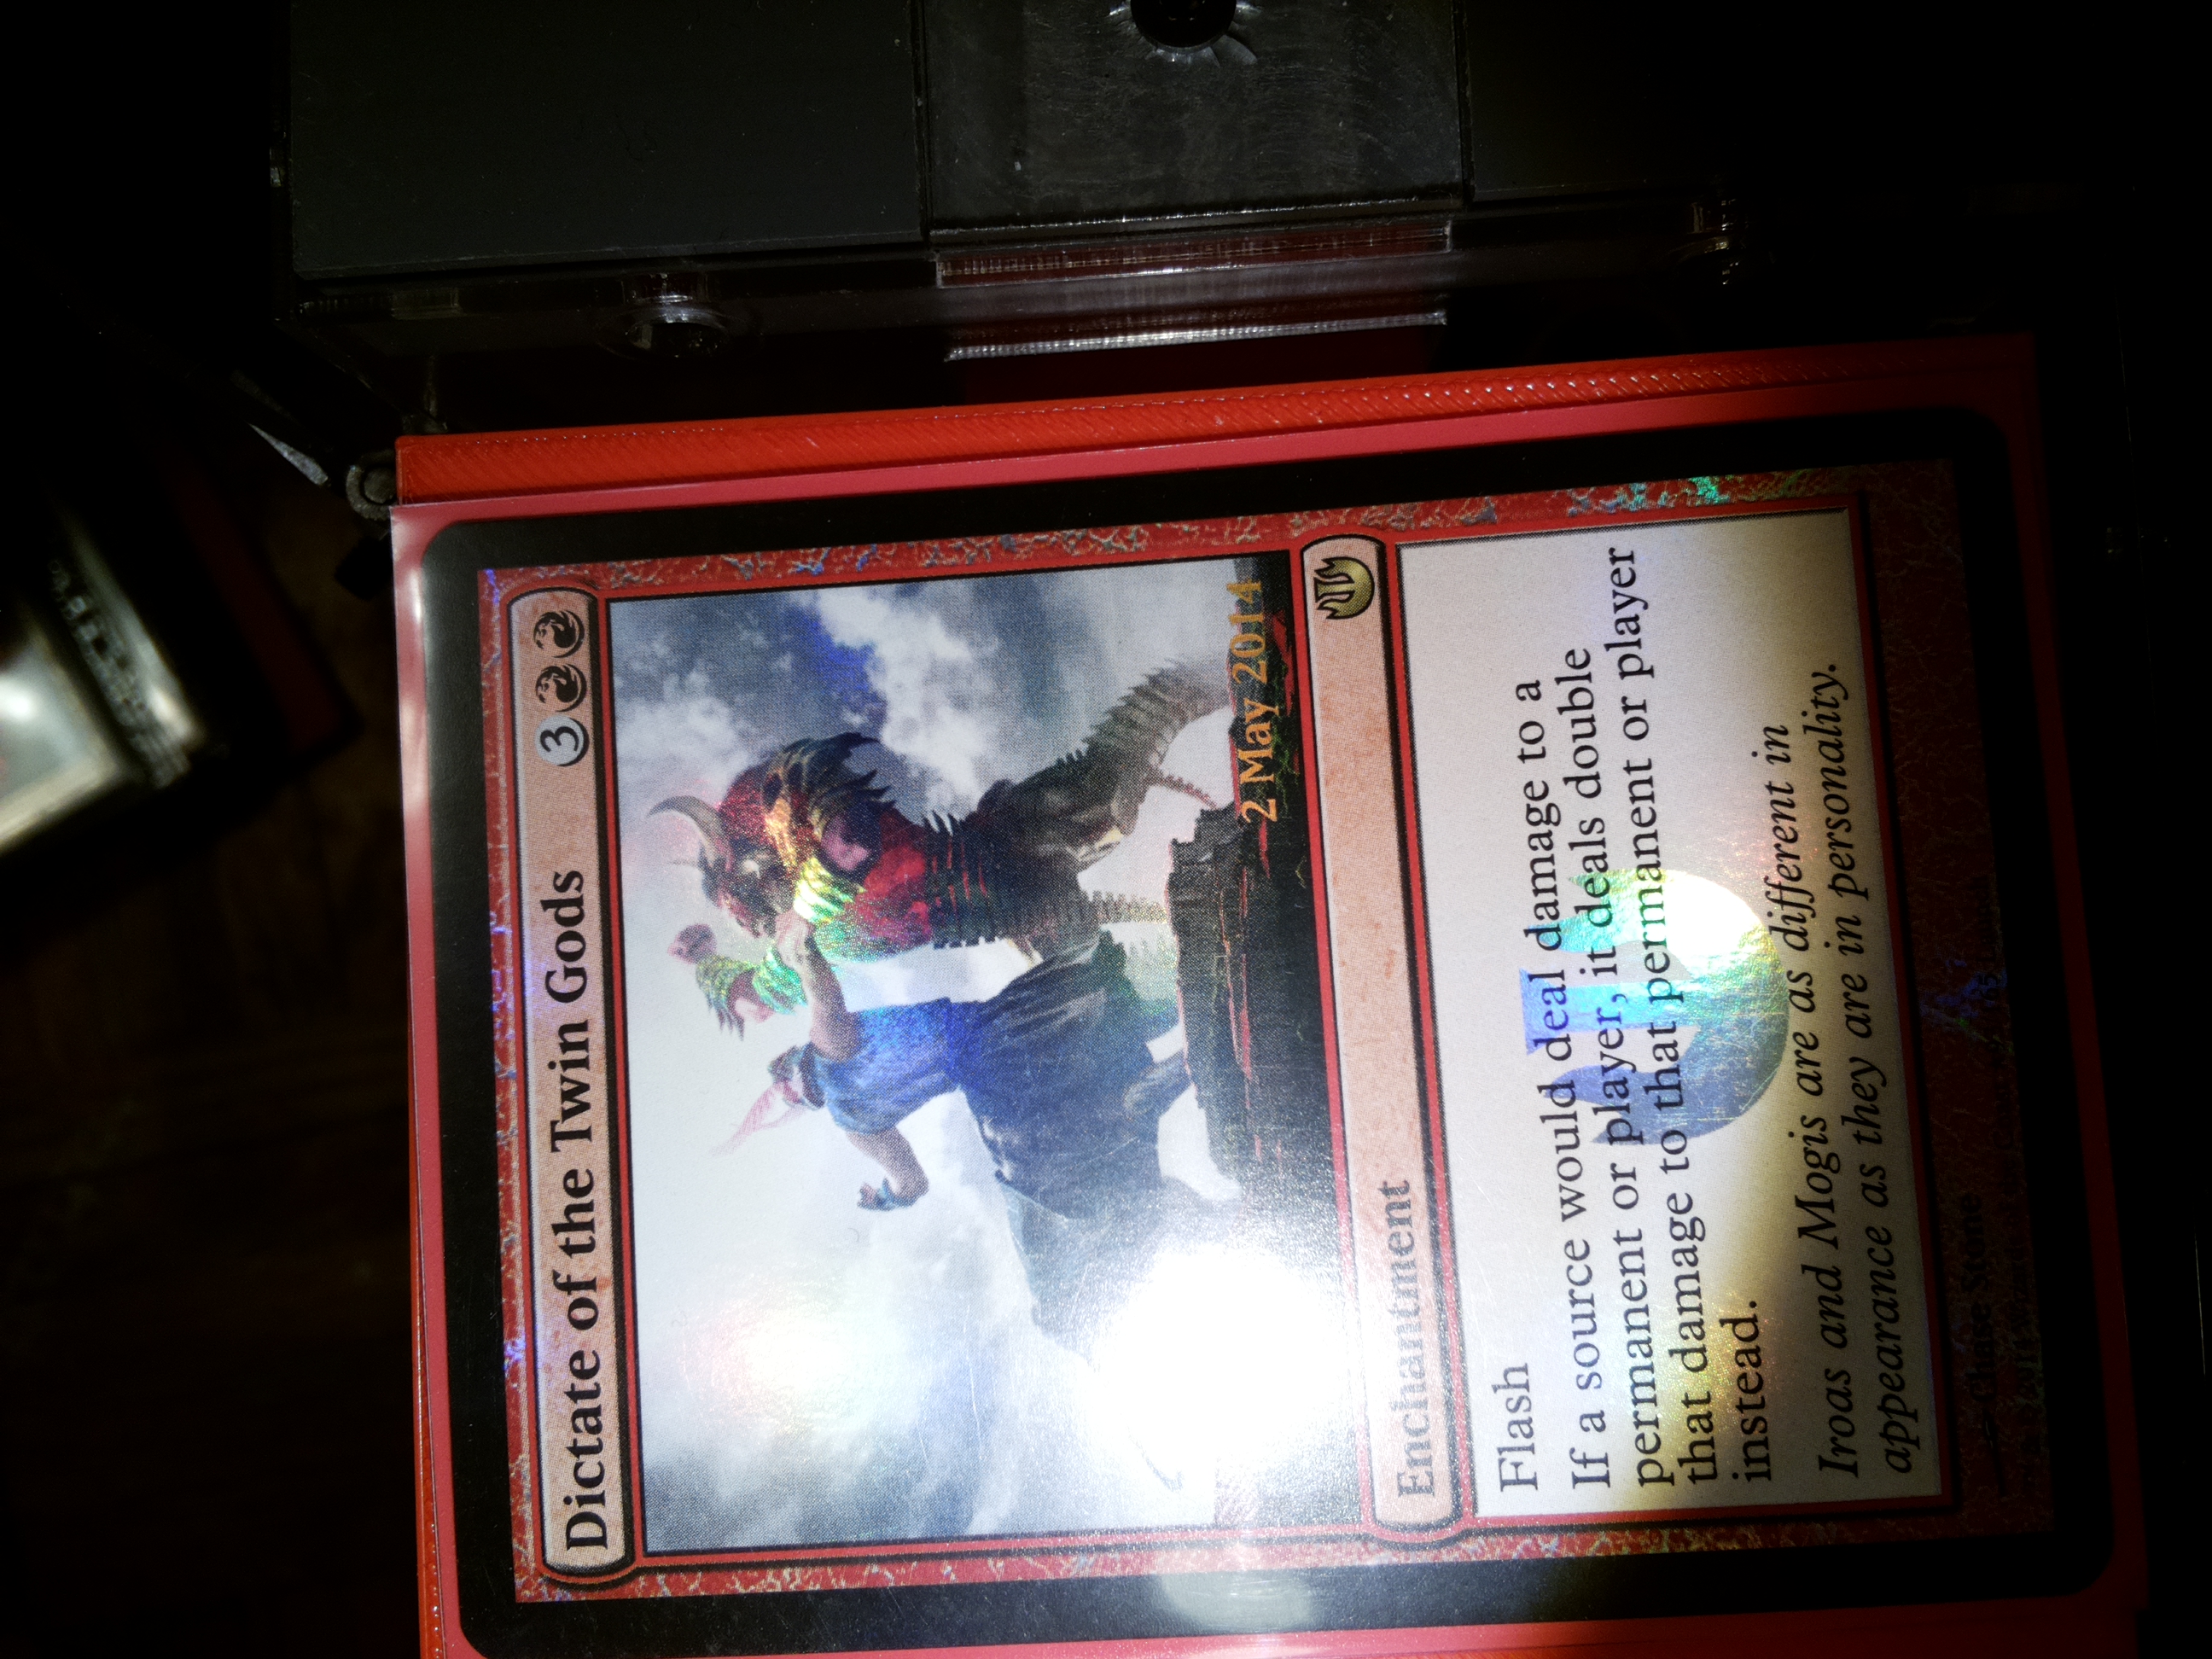 Dictate of the Twin Gods 3
2 May 2014
Enchantment
Flash
If a source would deal damage to a
permanent or player, it deals double
that damage to that permanent or player
instead.
Iroas and Mogis are as different in
appearance as they are in personality.
Chase Stone